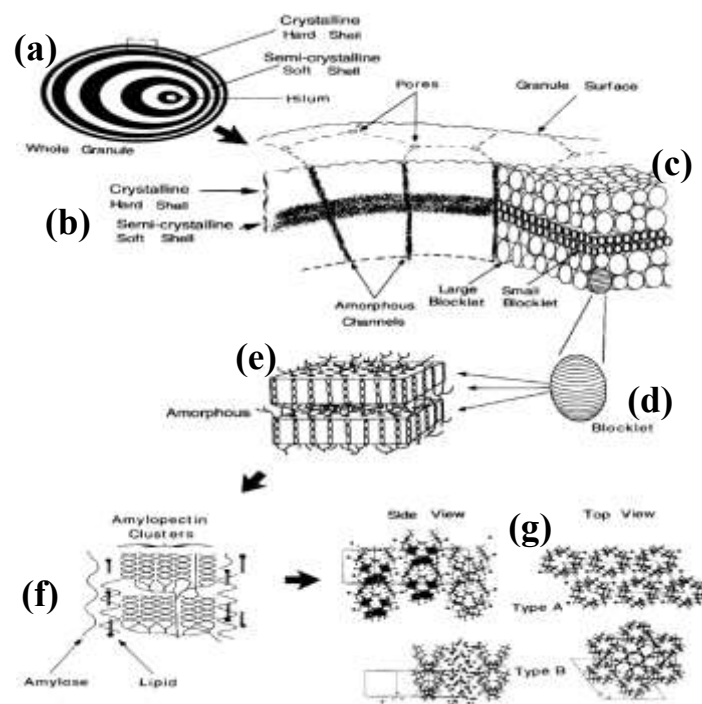 (a)
Crystalline
Hard Shell
Semi-crystalline
Soft Shell
Hilum
Whole Granule
Pores
Granule Surface
(c)
Crystalline
Hard Shell
(b)
Semi-crystalline
Soft Shell
Amorphous
Channels
Large
Blocklet
Small
Blocklet
(e)
Amorphous
(d)
Blocklet
Amylopectin
Clusters
Side View
(g)
Top View
(f)
Type A
Type B
Amylose
Lipid